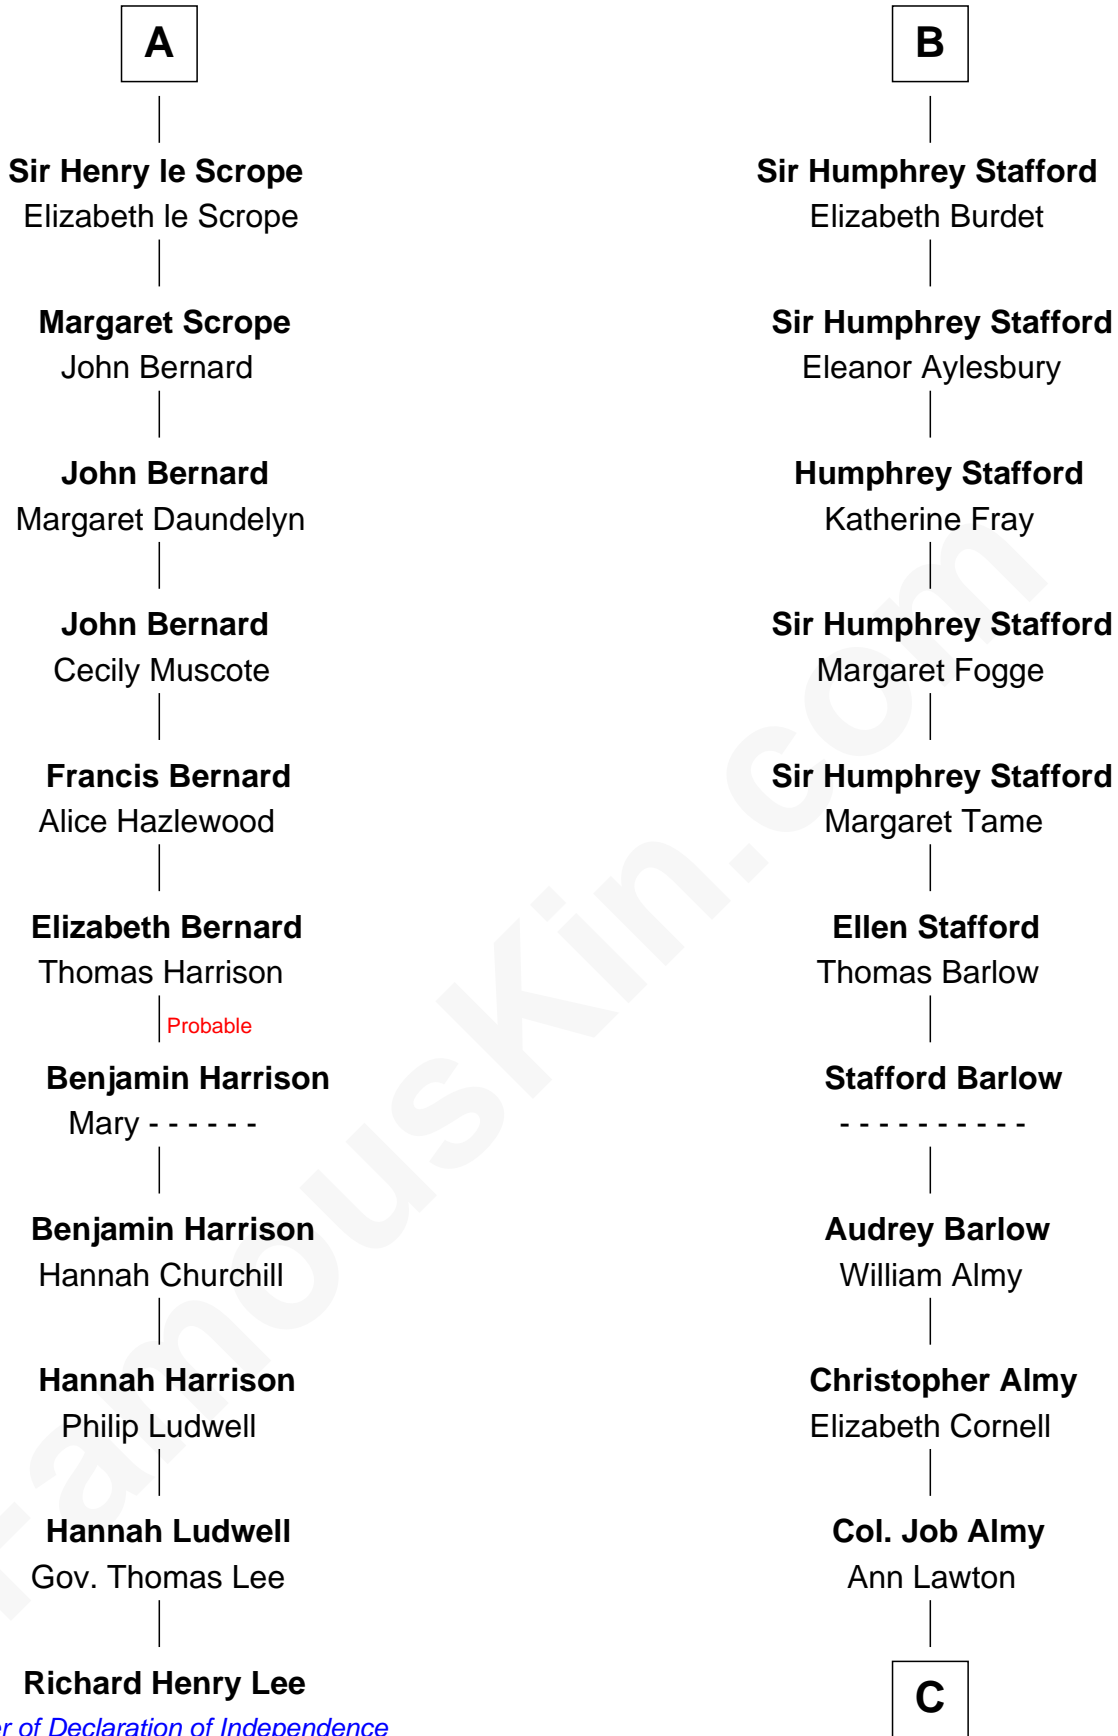 A
Sir Henry le Scrope
Elizabeth le Scrope
Margaret Scrope
John Bernard
John Bernard
Margaret Daundelyn
John Bernard
Cecily Muscote
Francis Bernard
Alice Hazlewood
Elizabeth Bernard
Thomas Harrison
Probable
Benjamin Harrison
Mary - - - - - -
Benjamin Harrison
Hannah Churchill
Hannah Harrison
Philip Ludwell
Hannah Ludwell
Gov. Thomas Lee
Richard Henry Lee
of Declaration of Independence
B
Sir Humphrey Stafford
Elizabeth Burdet
Sir Humphrey Stafford
Eleanor Aylesbury
Humphrey Stafford
Katherine Fray
Sir Humphrey Stafford
Margaret Fogge
Sir Humphrey Stafford
Margaret Tame
Ellen Stafford
Thomas Barlow
Stafford Barlow
- - - - - - - - - -
Audrey Barlow
William Almy
Christopher Almy
Elizabeth Cornell
Col. Job Almy
Ann Lawton
C
FamousKin.com